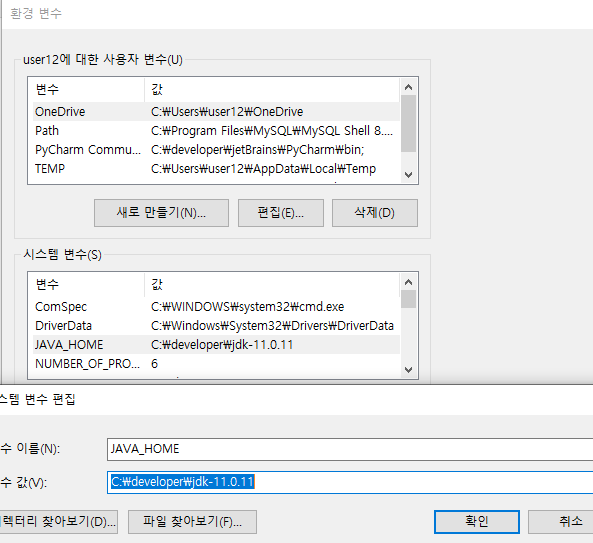 환경 변수
user12에 대한 사용자 변수(U)
변수 값
OneDrive C:₩Users₩user12₩OneDrive
Path C:₩Program Files₩MySQL₩MySQL Shell 8....
PyCharm Commu... C:₩developer₩jetBrains₩PyCharm₩bin;
TEMP C:₩Users₩user12₩AppData₩Local₩Temp
새로 만들기(N)... 편집(E)... 삭제(D)
시스템 변수(S)
변수 값
ComSpec C:₩WINDOWS₩system32₩cmd.exe
DriverData C:₩Windows₩System32₩Drivers₩DriverData
JAVA_HOME C:₩developer₩jdk-11.0.11
NUMBER_OF_PRO... 6
스템 변수 편집
수 이름(N): JAVA_HOME
수 값(V): C:₩developer₩jdk-11.0.11
렉터리 찾아보기(D)... 파일 찾아보기(F)... 확인 취소